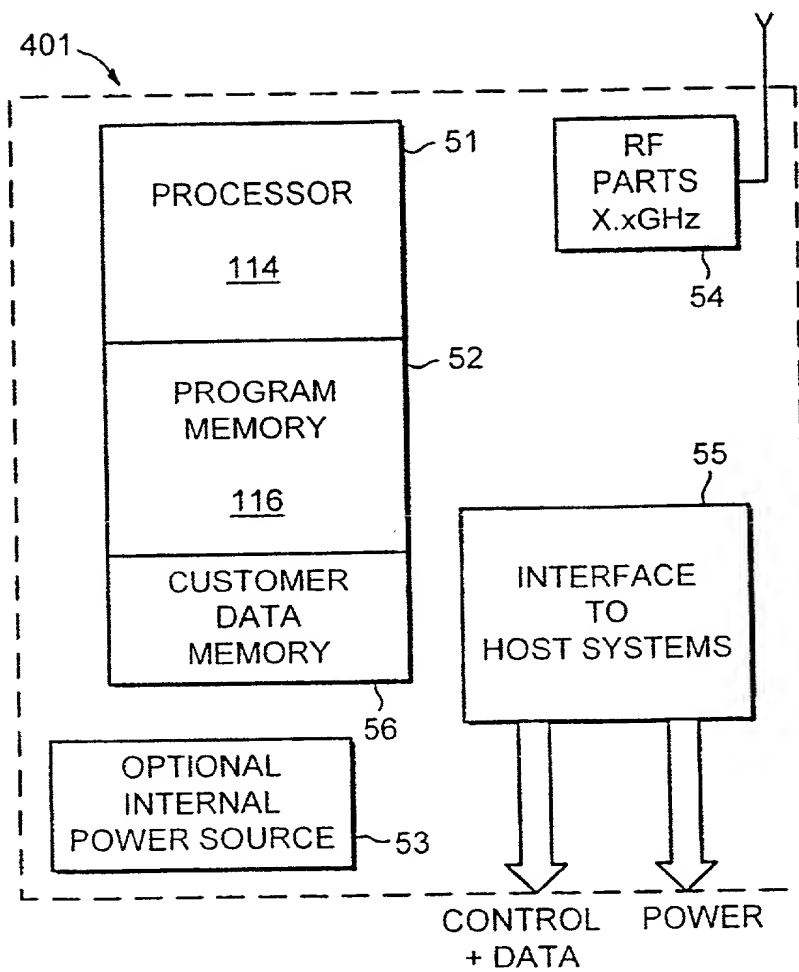 401
51
PROCESSOR
114
RF
PARTS
X.xGHz
54
52
PROGRAM
MEMORY
116
55
INTERFACE
TO
HOST SYSTEMS
CUSTOMER
DATA
MEMORY
56
OPTIONAL
INTERNAL
POWER SOURCE
53
CONTROL
+ DATA
POWER